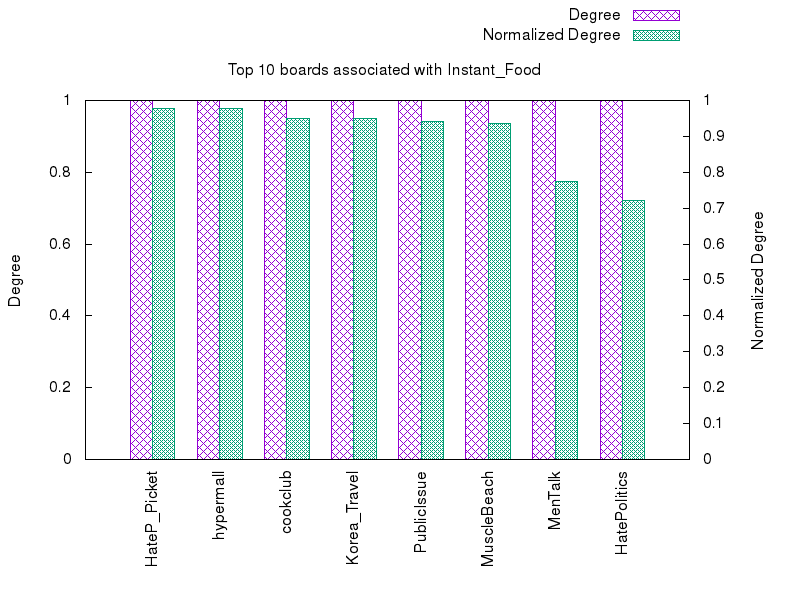 Degree
Normalized Degree
Top 10 boards associated with Instant_Food
1
0.8
0.6
0.4
0.2
0
1
0.9
0.8
0.7
0.6
0.5
0.4
0.3
0.2
0.1
0
Degree
Normalized Degree
HateP_Picket
hypermall
cookclub
Korea_Travel
PublicIssue
MuscleBeach
MenTalk
HatePolitics